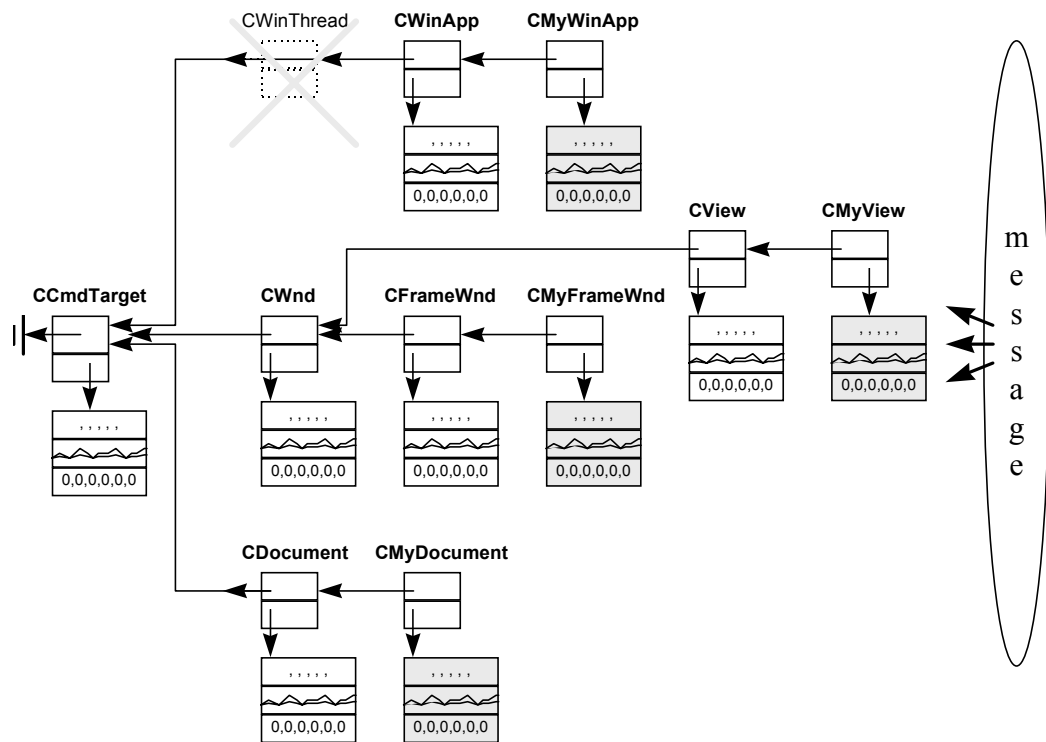 CWinThread CWinApp CMyWinApp
, , , , , , , , , ,
0,0,0,0,0,0 0,0,0,0,0,0
CView CMyView
CCmdTarget CWnd CFrameWnd CMyFrameWnd
, , , , , , , , , ,
0,0,0,0,0,0 0,0,0,0,0,0
, , , , , , , , , , , , , , , , , , , ,
0,0,0,0,0,0 0,0,0,0,0,0 0,0,0,0,0,0 0,0,0,0,0,0
message
CDocument CMyDocument
, , , , , , , , , ,
0,0,0,0,0,0 0,0,0,0,0,0